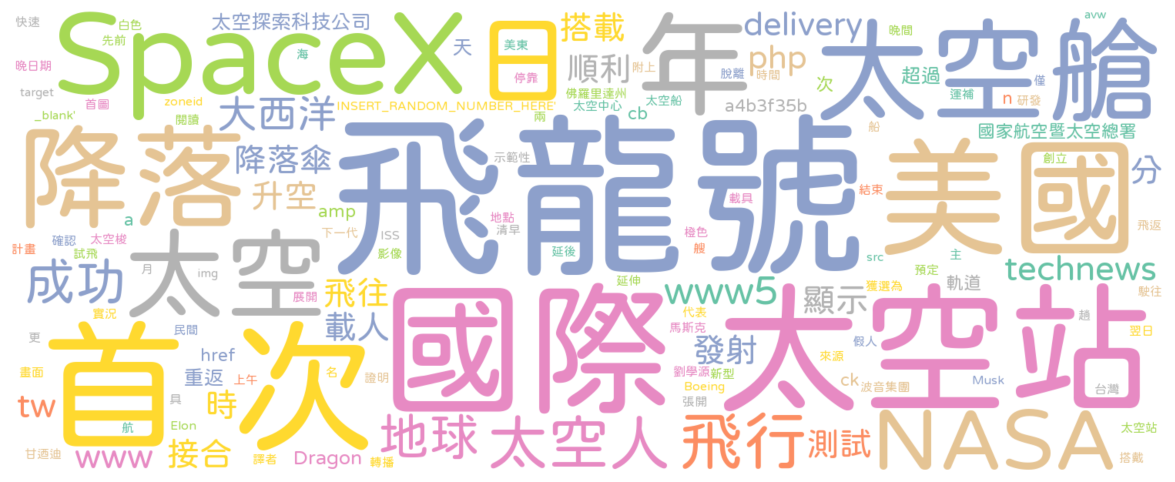 快速
白色
太空探索科技公司
搭載
delivery
晚間
avw
先前
SpaceX
天
美東
日
年
太空艙
海
順利
php
脫離
次
超過
晚日期
停靠
附上
時間
運補
僅
target
首圖
zoneid
INSERT_RANDOM_NUMBER_HERE'
佛羅里達州
太空中心
太空船
a4b3f35b
n
研發
_blank'
閱讀
大西洋
兩
cb
船
國家航空暨太空總署
降落
降落傘
飛龍號
示範性
美國
創立
分
升空
載具
結束
a
amp
下一代
ISS
地點
清早
橙色
飛返
計畫
確認
太空梭
試飛
影像
延後
艘
src
主
成功
太空
月
img
延伸
預定
technews
展開
飛往
www5
顯示
獲選為
軌道
駛往
實況
國際太空站
代表
馬斯克
趙
翌日
首次
民間
載人
發射
假人
更
href
來源
畫面
重返
上午
名
證明
劉學源
新型
ck
波音集團
Musk
台灣
tw
具
時
Boeing
張開
航
Elon
地球
太空人
飛行
測試
NASA
太空站
甘迺迪
www
譯者
接合
Dragon
轉播
搭戴